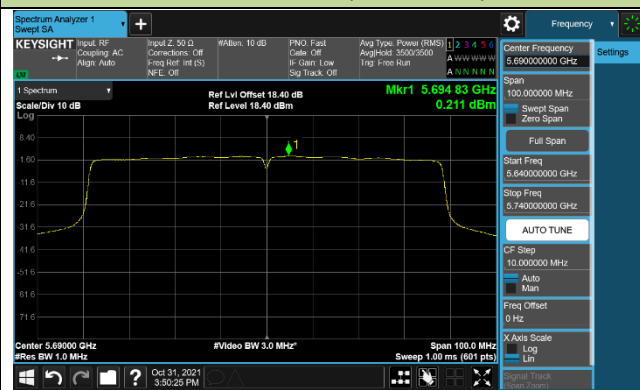 Spectrum Analyzer 1
Swept SA
Frequency
KEYSIGHT
Input: RF
Coupling: AC
Align: Auto
Input Z: 50 Ω
Corrections: Off
Freq Ref: Int (S)
NFE: Off
#Atten: 10 dB
PNO: Fast
Gate: Off
IF Gain: Low
Sig Track: Off
Avg Type: Power (RMS)
Avg|Hold: 3500/3500
Trig: Free Run
1 2 3 4 5 6
A W W W W W
A N N N N N
LXI
1 Spectrum
Scale/Div 10 dB
Ref Lvl Offset 18.40 dB
Ref Level 18.40 dBm
Mkr1 5.694 83 GHz
0.211 dBm
Log
8.40
-1.60
-11.6
-21.6
-31.6
-41.6
-51.6
-61.6
-71.6
1
Center 5.69000 GHz
#Res BW 1.0 MHz
#Video BW 3.0 MHz*
Span 100.0 MHz
Sweep 1.00 ms (601 pts)
Center Frequency
5.690000000 GHz
Settings
Span
100.000000 MHz
Swept Span
Zero Span
Full Span
Start Freq
5.640000000 GHz
Stop Freq
5.740000000 GHz
AUTO TUNE
CF Step
10.000000 MHz
Auto
Man
Freq Offset
0 Hz
X Axis Scale
Log
Lin
Signal Track
(Span Zoom)
Oct 31, 2021
3:50:25 PM